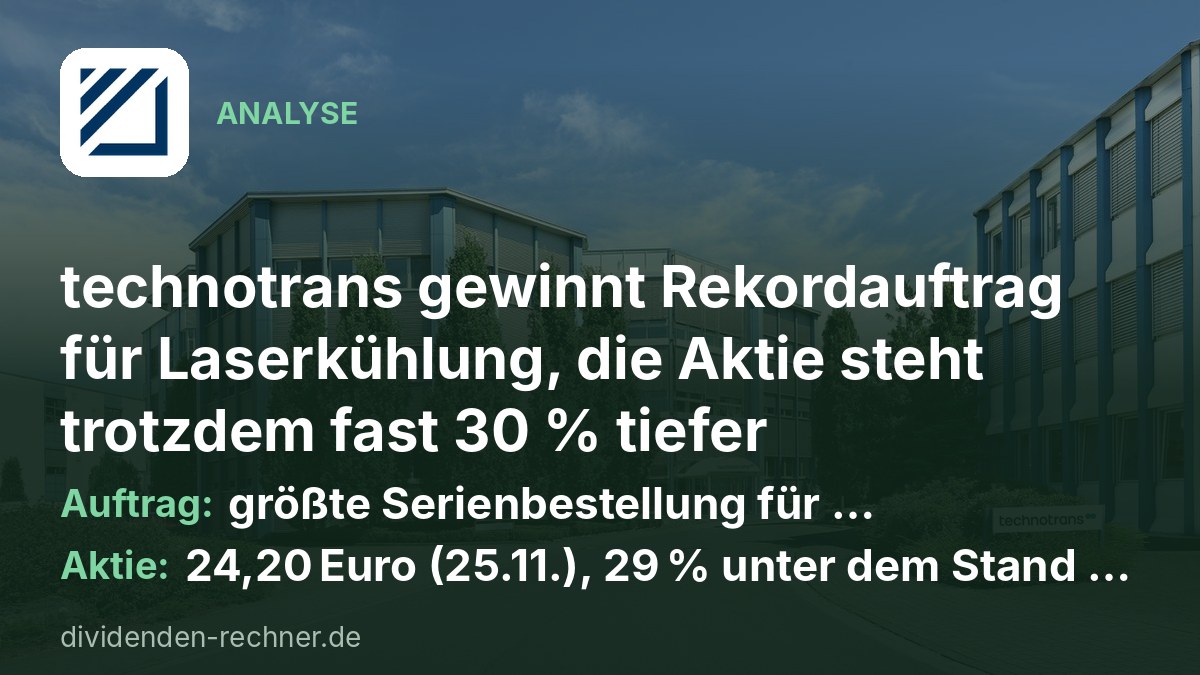 ANALYSE
technotrans gewinnt Rekordauftrag
für Laserkühlung, die Aktie steht
trotzdem fast 30 % tiefer
Auftrag: größte Serienbestellung für ...
Aktie: 24,20 Euro (25.11.), 29 % unter dem Stand ...
technotrans
dividenden-rechner.de